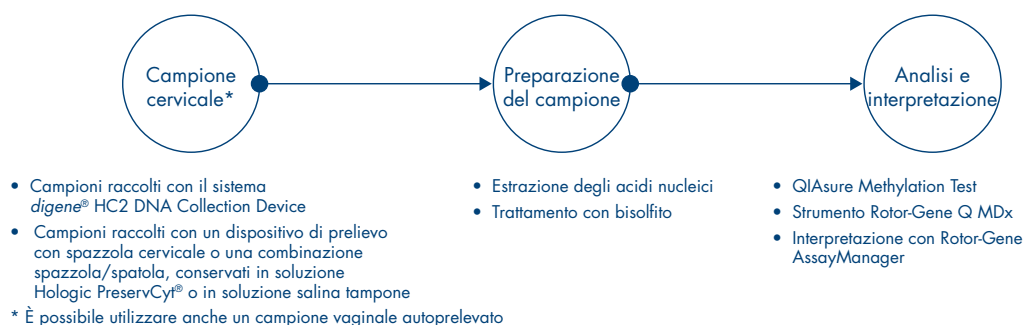 Campione
cervicale*
Preparazione
del campione
Analisi e
interpretazione
• Campioni raccolti con il sistema
digene® HC2 DNA Collection Device
• Campioni raccolti con un dispositivo di prelievo
con spazzola cervicale o una combinazione
spazzola/spatola, conservati in soluzione
Hologic PreservCyt® o in soluzione salina tampone
* È possibile utilizzare anche un campione vaginale autoprelevato
• Estrazione degli acidi nucleici
• Trattamento con bisolfito
• QIAsure Methylation Test
• Strumento Rotor-Gene Q MDx
• Interpretazione con Rotor-Gene
AssayManager